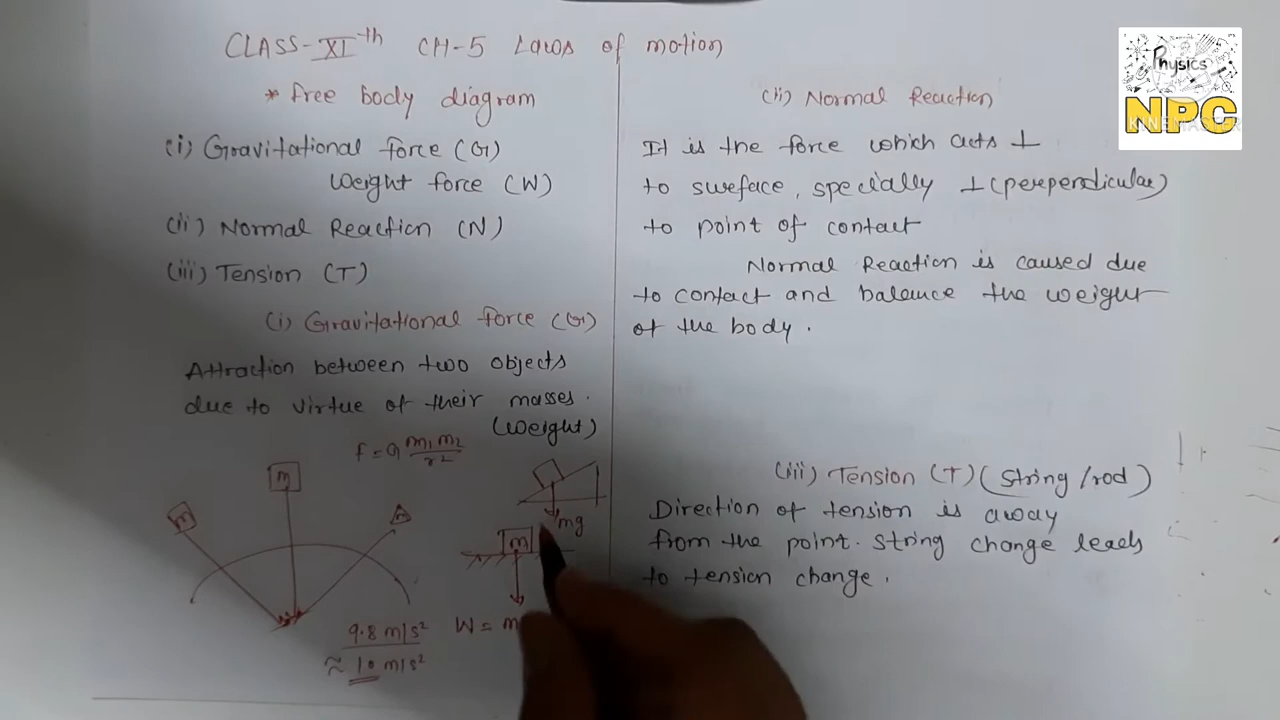 CLASS-XIth CH-5 Laws of motion
* Free body diagram
(i) Gravitational force (G)
Weight force (W)
(ii) Normal Reaction (N)
(iii) Tension (T)
(i) Gravitational force (G)
Attraction between two objects
due to virtue of their masses.
(weight)
F = G m1 m2 / r²
m
m
m
mg
m
W = m
9.8 m/s²
≈ 10 m/s²
(ii) Normal Reaction
It is the force which acts ⊥
to surface, specially ⊥ (perpendicular)
to point of contact
Normal Reaction is caused due
to contact and balance the weight
of the body.
(iii) Tension (T) (String/rod)
Direction of tension is away
from the point. String change leads
to tension change.
Physics
NPC
KINEMASTER